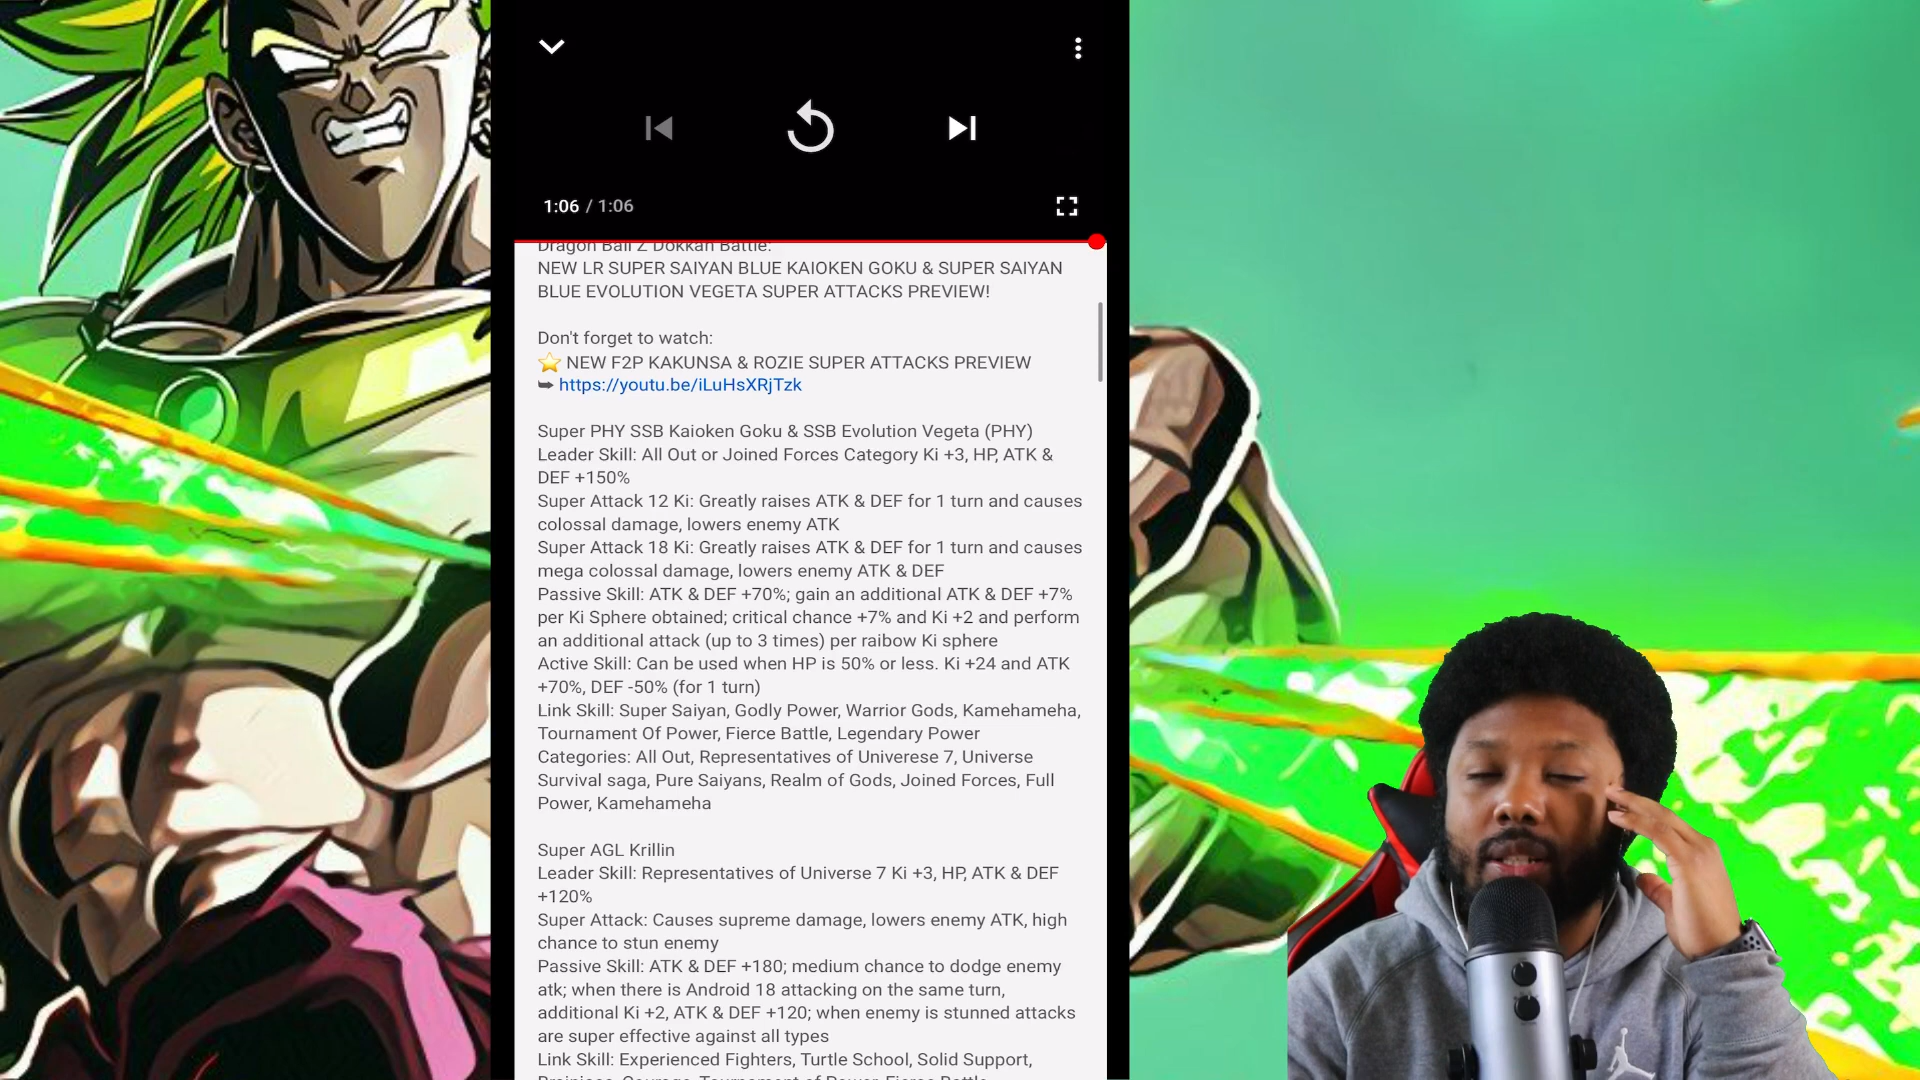 1:06 / 1:06
Dragon Ball Z Dokkan Battle:
NEW LR SUPER SAIYAN BLUE KAIOKEN GOKU & SUPER SAIYAN
BLUE EVOLUTION VEGETA SUPER ATTACKS PREVIEW!
Don't forget to watch:
⭐ NEW F2P KAKUNSA & ROZIE SUPER ATTACKS PREVIEW
➥ https://youtu.be/iLuHsXRjTzk
Super PHY SSB Kaioken Goku & SSB Evolution Vegeta (PHY)
Leader Skill: All Out or Joined Forces Category Ki +3, HP, ATK &
DEF +150%
Super Attack 12 Ki: Greatly raises ATK & DEF for 1 turn and causes
colossal damage, lowers enemy ATK
Super Attack 18 Ki: Greatly raises ATK & DEF for 1 turn and causes
mega colossal damage, lowers enemy ATK & DEF
Passive Skill: ATK & DEF +70%; gain an additional ATK & DEF +7%
per Ki Sphere obtained; critical chance +7% and Ki +2 and perform
an additional attack (up to 3 times) per raibow Ki sphere
Active Skill: Can be used when HP is 50% or less. Ki +24 and ATK
+70%, DEF -50% (for 1 turn)
Link Skill: Super Saiyan, Godly Power, Warrior Gods, Kamehameha,
Tournament Of Power, Fierce Battle, Legendary Power
Categories: All Out, Representatives of Univerese 7, Universe
Survival saga, Pure Saiyans, Realm of Gods, Joined Forces, Full
Power, Kamehameha
Super AGL Krillin
Leader Skill: Representatives of Universe 7 Ki +3, HP, ATK & DEF
+120%
Super Attack: Causes supreme damage, lowers enemy ATK, high
chance to stun enemy
Passive Skill: ATK & DEF +180; medium chance to dodge enemy
atk; when there is Android 18 attacking on the same turn,
additional Ki +2, ATK & DEF +120; when enemy is stunned attacks
are super effective against all types
Link Skill: Experienced Fighters, Turtle School, Solid Support,
Brainiacs, Courage, Tournament of Power, Fierce Battle